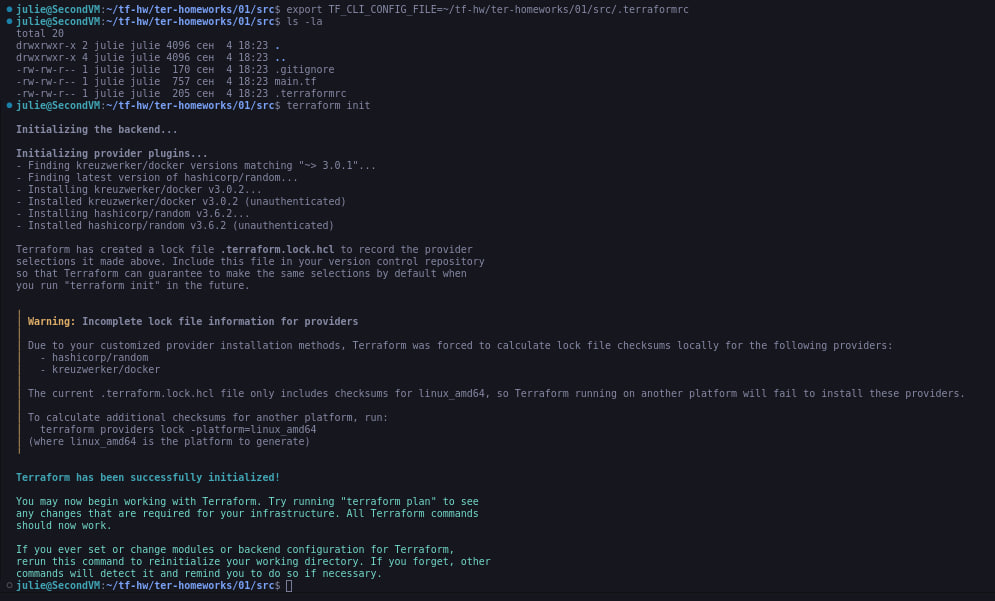 julie@SecondVM:~/tf-hw/ter-homeworks/01/src$ export TF_CLI_CONFIG_FILE=~/tf-hw/ter-homeworks/01/src/.terraformrc
julie@SecondVM:~/tf-hw/ter-homeworks/01/src$ ls -la
total 20
drwxrwxr-x 2 julie julie 4096 сен  4 18:23 .
drwxrwxr-x 4 julie julie 4096 сен  4 18:23 ..
-rw-rw-r-- 1 julie julie  170 сен  4 18:23 .gitignore
-rw-rw-r-- 1 julie julie  757 сен  4 18:23 main.tf
-rw-rw-r-- 1 julie julie  205 сен  4 18:23 .terraformrc
julie@SecondVM:~/tf-hw/ter-homeworks/01/src$ terraform init
Initializing the backend...
Initializing provider plugins...
- Finding kreuzwerker/docker versions matching "~> 3.0.1"...
- Finding latest version of hashicorp/random...
- Installing kreuzwerker/docker v3.0.2...
- Installed kreuzwerker/docker v3.0.2 (unauthenticated)
- Installing hashicorp/random v3.6.2...
- Installed hashicorp/random v3.6.2 (unauthenticated)
Terraform has created a lock file .terraform.lock.hcl to record the provider
selections it made above. Include this file in your version control repository
so that Terraform can guarantee to make the same selections by default when
you run "terraform init" in the future.
Warning: Incomplete lock file information for providers
Due to your customized provider installation methods, Terraform was forced to calculate lock file checksums locally for the following providers:
- hashicorp/random
- kreuzwerker/docker
The current .terraform.lock.hcl file only includes checksums for linux_amd64, so Terraform running on another platform will fail to install these providers.
To calculate additional checksums for another platform, run:
terraform providers lock -platform=linux_amd64
(where linux_amd64 is the platform to generate)
Terraform has been successfully initialized!
You may now begin working with Terraform. Try running "terraform plan" to see
any changes that are required for your infrastructure. All Terraform commands
should now work.
If you ever set or change modules or backend configuration for Terraform,
rerun this command to reinitialize your working directory. If you forget, other
commands will detect it and remind you to do so if necessary.
julie@SecondVM:~/tf-hw/ter-homeworks/01/src$